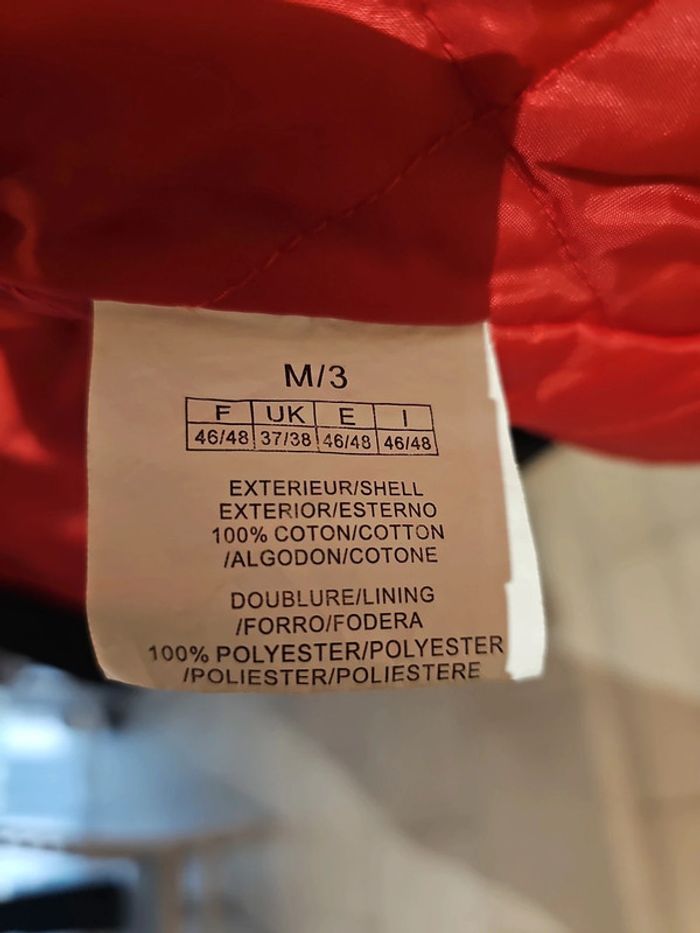 M/3
F UK E I
46/48 37/38 46/48 46/48
EXTERIEUR/SHELL
EXTERIOR/ESTERNO
100% COTON/COTTON
/ALGODON/COTONE
DOUBLURE/LINING
/FORRO/FODERA
100% POLYESTER/POLYESTER
/POLIESTER/POLIESTERE